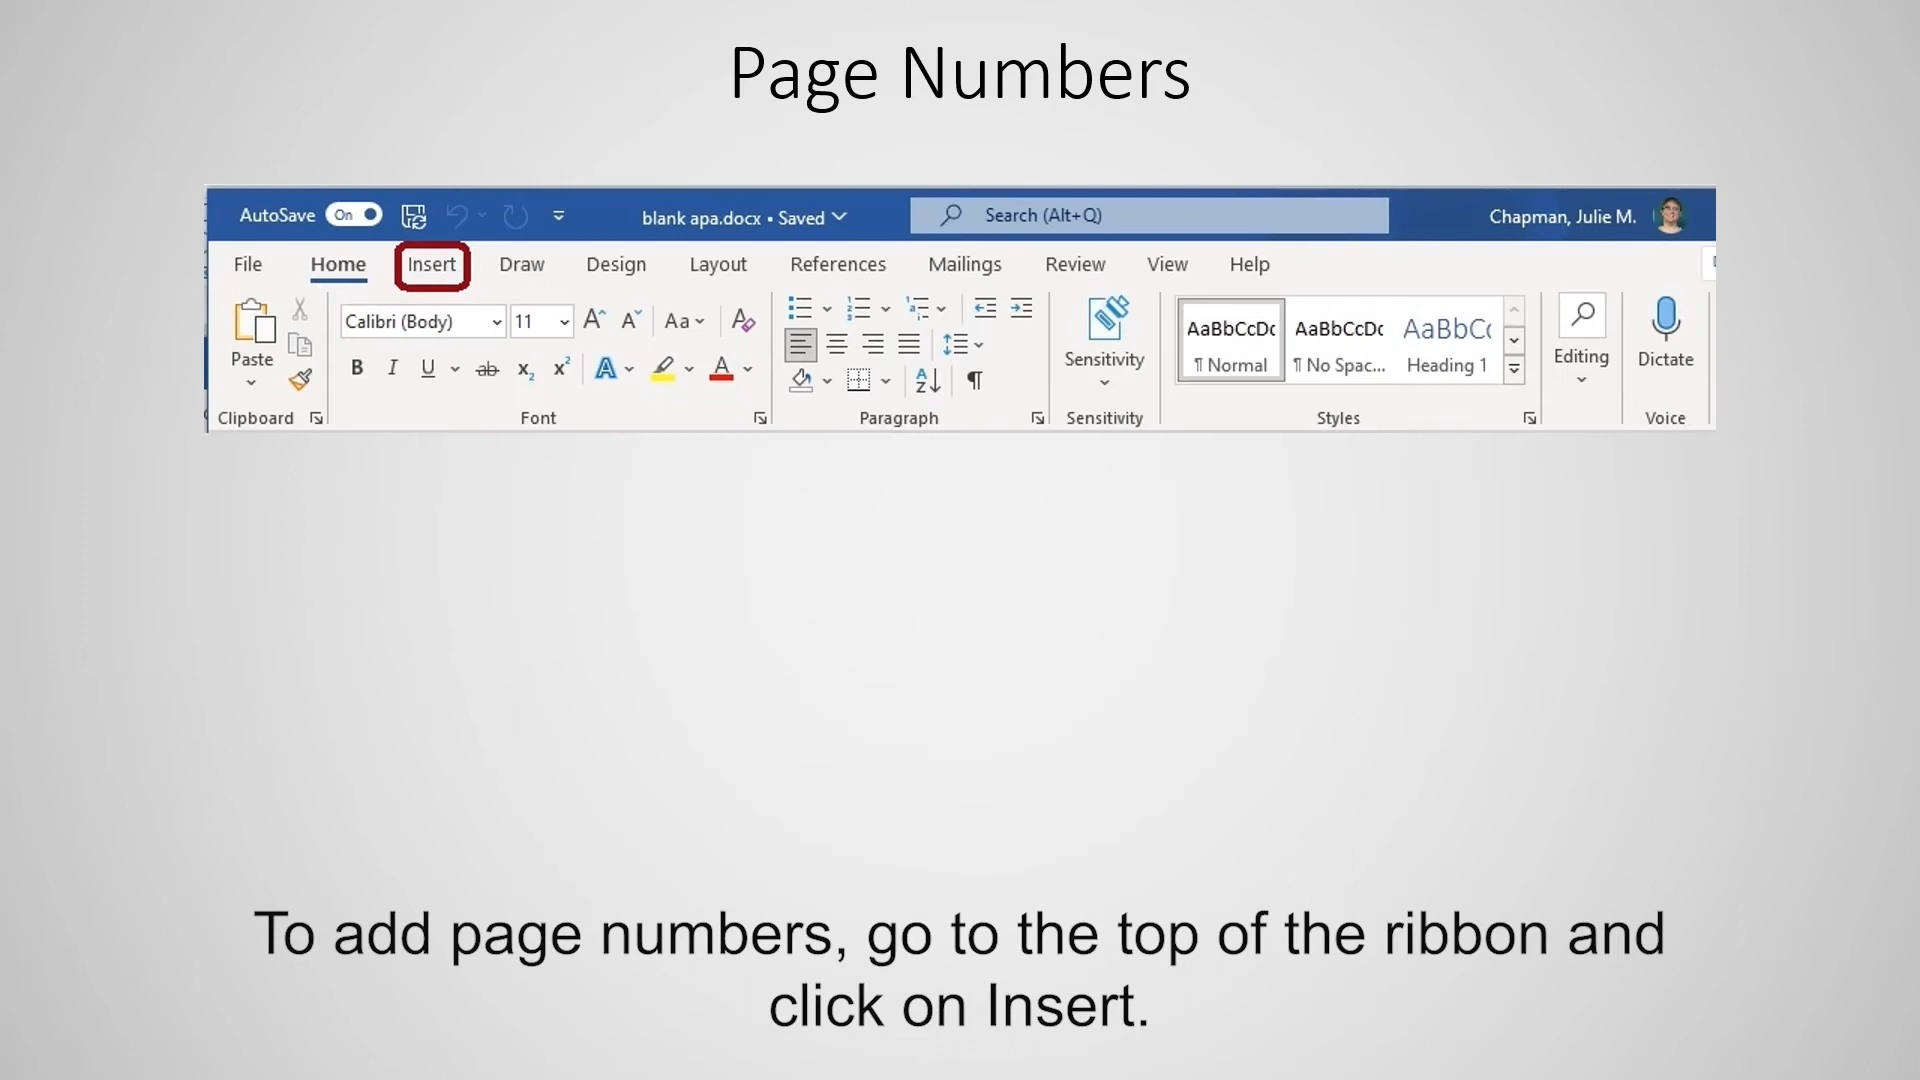 Page Numbers
AutoSave On blank apa.docx • Saved Search (Alt+Q) Chapman, Julie M.
File Home Insert Draw Design Layout References Mailings Review View Help
Calibri (Body) 11 Aa AaBbCcDc AaBbCcDc AaBbCc
Paste Sensitivity ¶ Normal ¶ No Spac... Heading 1 Editing Dictate
B I U ab x₂ x² A A A Z ¶
Clipboard Font Paragraph Sensitivity Styles Voice
To add page numbers, go to the top of the ribbon and
click on Insert.